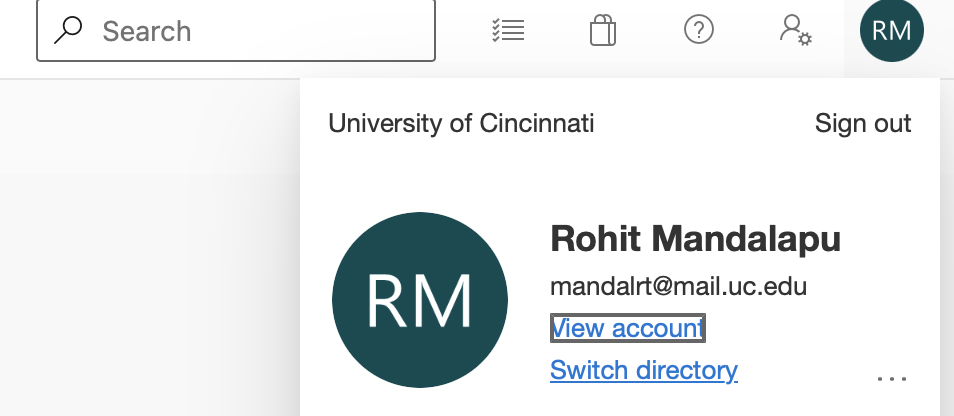 Search
RM
University of Cincinnati
Sign out
RM
Rohit Mandalapu
mandalrt@mail.uc.edu
View account
Switch directory
...